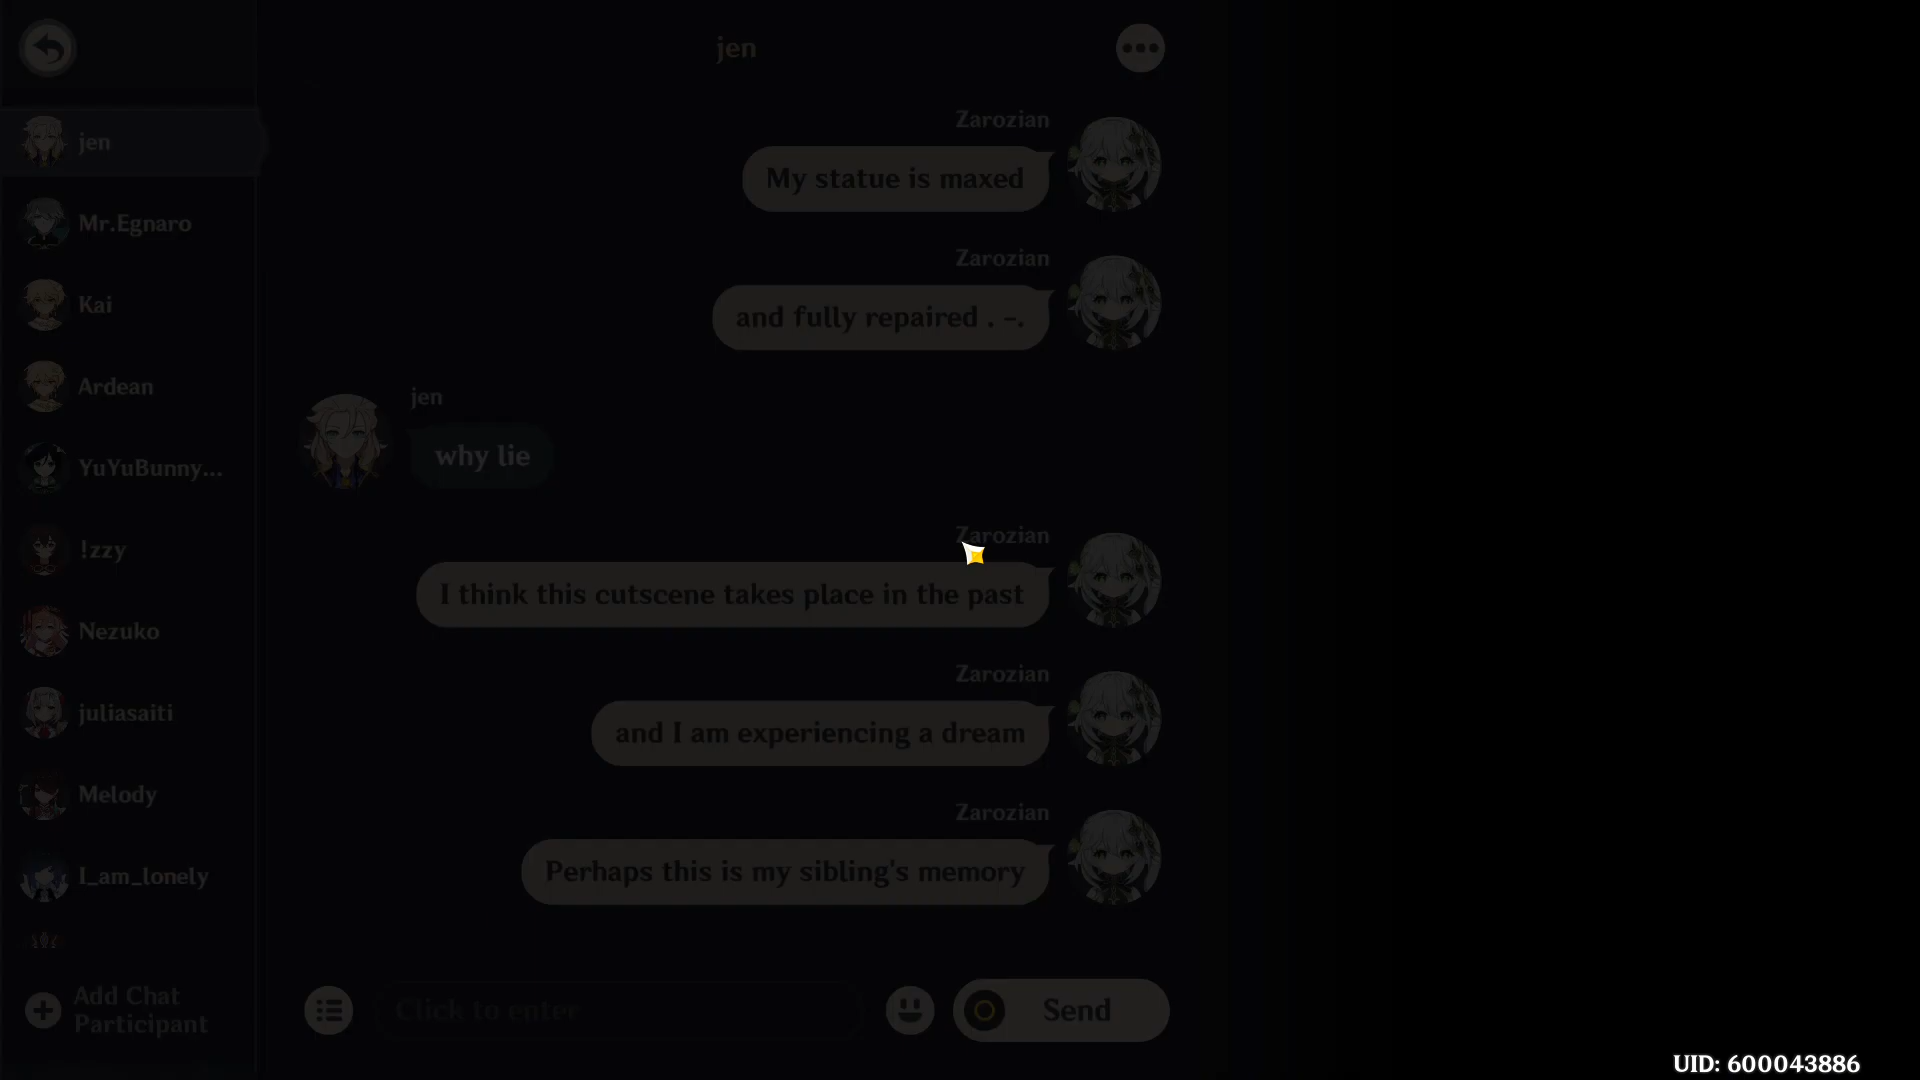 jen
Mr.Egnaro
Kai
Ardean
YuYuBunny...
!zzy
Nezuko
juliasaiti
Melody
I_am_lonely
Add Chat
Participant
jen
Zarozian
My statue is maxed
Zarozian
and fully repaired . -.
jen
why lie
Zarozian
I think this cutscene takes place in the past
Zarozian
and I am experiencing a dream
Zarozian
Perhaps this is my sibling's memory
Click to enter
Send
UID: 600043886